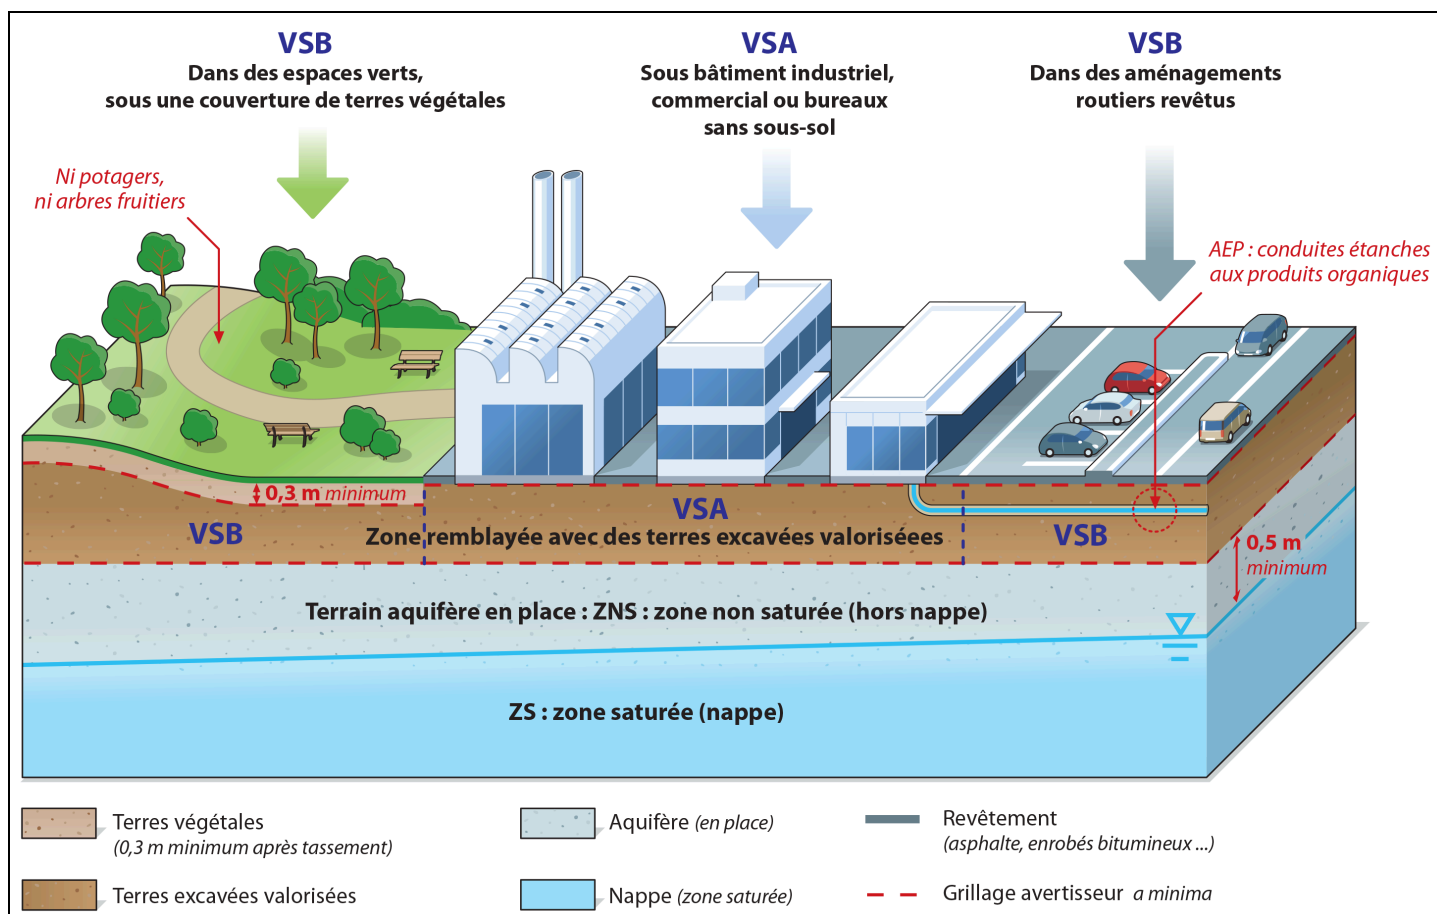 VSB
Dans des espaces verts,
sous une couverture de terres végétales
VSA
Sous bâtiment industriel,
commercial ou bureaux
sans sous-sol
VSB
Dans des aménagements
routiers revêtus
Ni potagers,
ni arbres fruitiers
AEP : conduites étanches
aux produits organiques
0,3 m minimum
VSB
VSA
Zone remblayée avec des terres excavées valoriséees
VSB
0,5 m
minimum
Terrain aquifère en place : ZNS : zone non saturée (hors nappe)
ZS : zone saturée (nappe)
Terres végétales
(0,3 m minimum après tassement)
Terres excavées valorisées
Aquifère (en place)
Nappe (zone saturée)
Revêtement
(asphalte, enrobés bitumineux ...)
Grillage avertisseur a minima